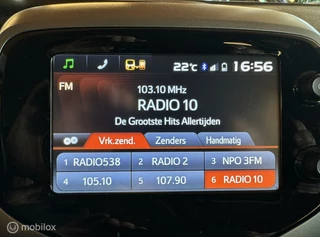 22℃ 16:56
FM
103.10 MHz
RADIO 10
De Grootste Hits Allertijden
Vrk.zend. Zenders Handmatig
1 RADIO538 2 RADIO 2 3 NPO 3FM
4 105.10 5 107.90 6 RADIO 10
mobilox